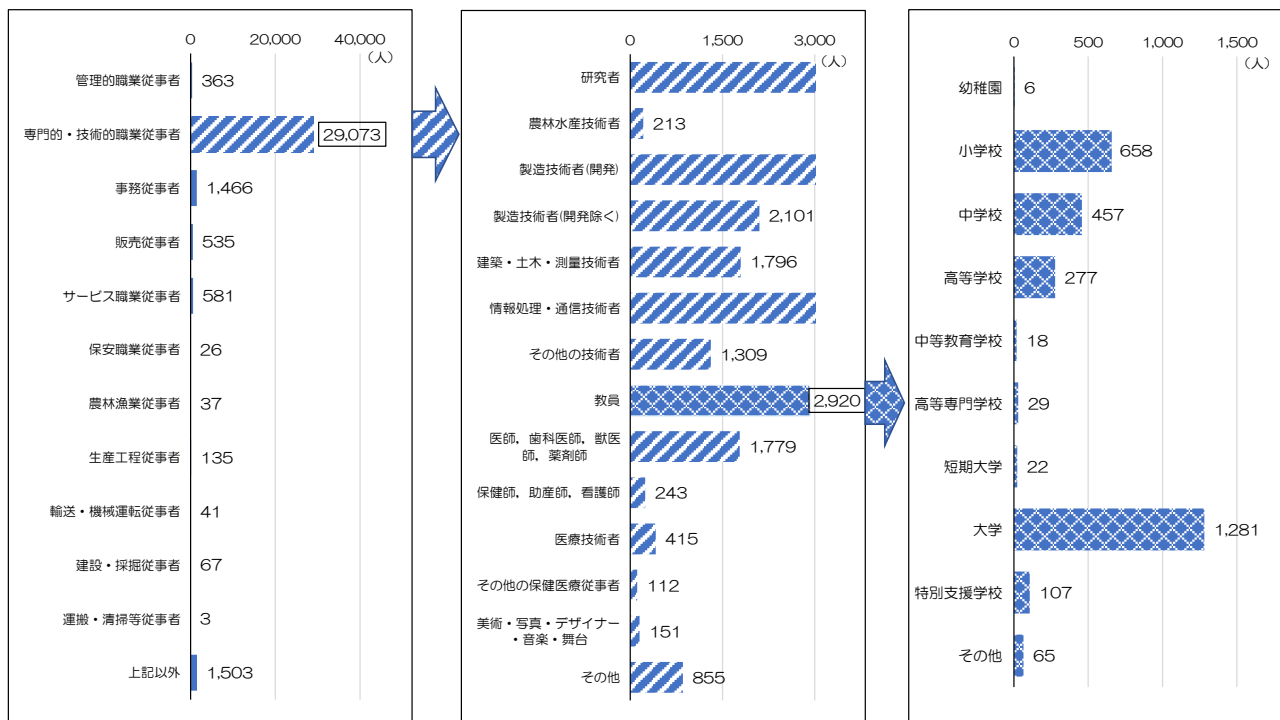 0
20,000
40,000
(人)
管理的職業従事者
363
専門的・技術的職業従事者
29,073
事務従事者
1,466
販売従事者
535
サービス職業従事者
581
保安職業従事者
26
農林漁業従事者
37
生産工程従事者
135
輸送・機械運転従事者
41
建設・採掘従事者
67
運搬・清掃等従事者
3
上記以外
1,503
0
1,500
3,000
(人)
研究者
農林水産技術者
213
製造技術者(開発)
製造技術者(開発除く)
2,101
建築・土木・測量技術者
1,796
情報処理・通信技術者
その他の技術者
1,309
教員
2,920
医師，歯科医師，獣医
師，薬剤師
1,779
保健師，助産師，看護師
243
医療技術者
415
その他の保健医療従事者
112
美術・写真・デザイナー
・音楽・舞台
151
その他
855
0
500
1,000
1,500
(人)
幼稚園
6
小学校
658
中学校
457
高等学校
277
中等教育学校
18
高等専門学校
29
短期大学
22
大学
1,281
特別支援学校
107
その他
65